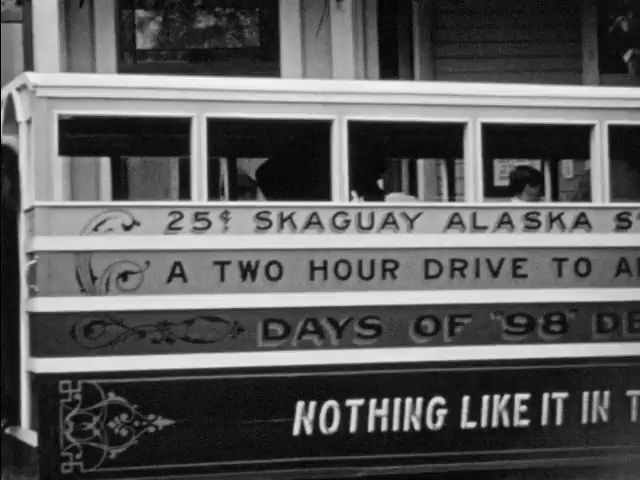 25¢ SKAGUAY ALASKA
A TWO HOUR DRIVE TO
DAYS OF "98"
NOTHING LIKE IT IN